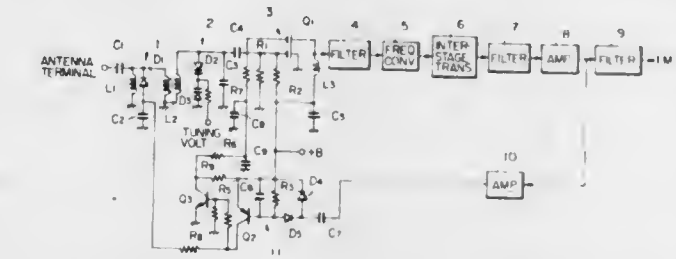 1
2
3
4
5
6
7
8
9
C1
C4
Q1
ANTENNA
TERMINAL
D1
D2
C3
R1
FILTER
FREQ
CONV
INTER-
STAGE
TRANS
FILTER
AMP
FILTER
L1
D3
R7
R2
L3
C2
L2
C8
C5
TUNING
VOLT
R6
C9
+B
10
AMP
R9
R5
C6
R3
D4
Q3
R8
Q2
D5
C7
11